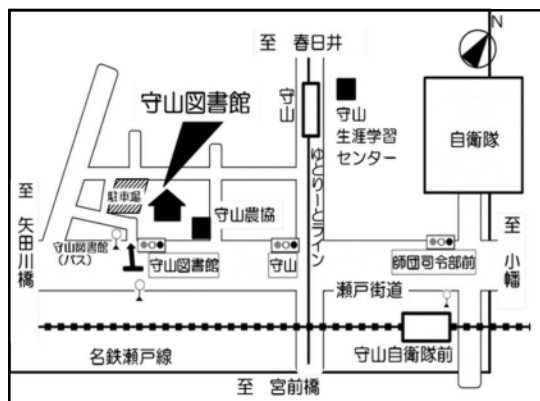 至 春日井
N
守山図書館
守山
守山
生涯学習
センター
自衛隊
ゆとりーとライン
駐車場
至 矢田川橋
守山農協
至 小幡
守山図書館
(バス)
守山図書館
守山
師団司令部前
瀬戸街道
名鉄瀬戸線
守山自衛隊前
至 宮前橋